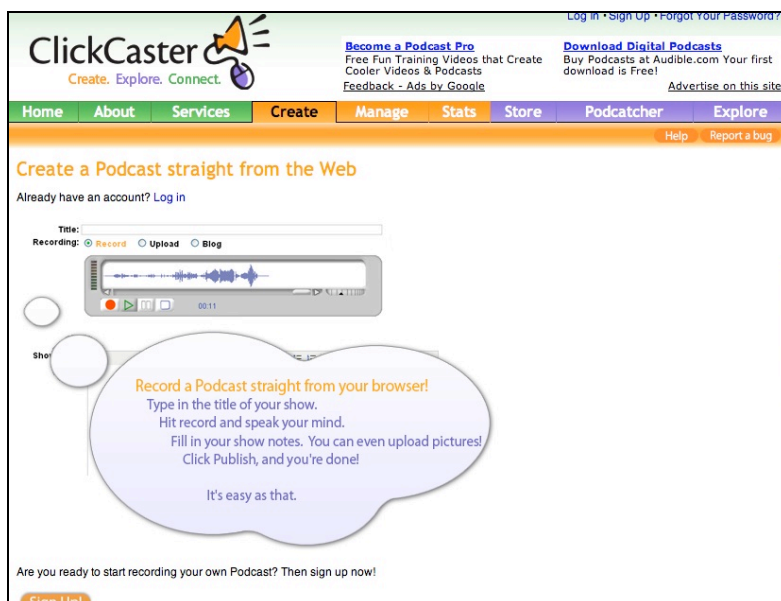 Log In • Sign Up • Forgot Your Password?
ClickCaster
Create. Explore. Connect.
Become a Podcast Pro
Free Fun Training Videos that Create
Cooler Videos & Podcasts
Feedback - Ads by Google
Download Digital Podcasts
Buy Podcasts at Audible.com Your first
download is Free!
Advertise on this site
Home About Services Create Manage Stats Store Podcatcher Explore
Help Report a bug
Create a Podcast straight from the Web
Already have an account? Log in
Title:
Recording: Record Upload Blog
00:11
Record a Podcast straight from your browser!
Type in the title of your show.
Hit record and speak your mind.
Fill in your show notes. You can even upload pictures!
Click Publish, and you're done!
It's easy as that.
Are you ready to start recording your own Podcast? Then sign up now!
Sign Up!